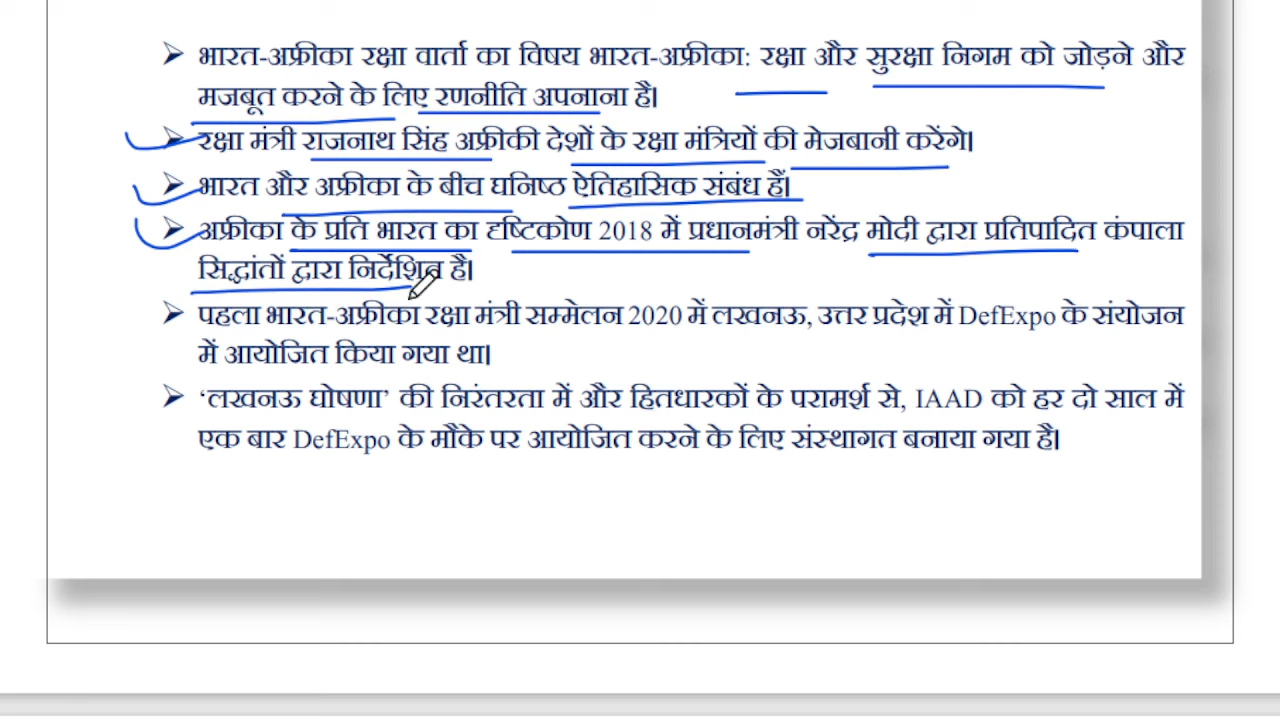 ➢ भारत-अफ्रीका रक्षा वार्ता का विषय भारत-अफ्रीका: रक्षा और सुरक्षा निगम को जोड़ने और
मजबूत करने के लिए रणनीति अपनाना है।
➢ रक्षा मंत्री राजनाथ सिंह अफ्रीकी देशों के रक्षा मंत्रियों की मेजबानी करेंगे।
➢ भारत और अफ्रीका के बीच घनिष्ठ ऐतिहासिक संबंध हैं।
➢ अफ्रीका के प्रति भारत का दृष्टिकोण 2018 में प्रधानमंत्री नरेंद्र मोदी द्वारा प्रतिपादित कंपाला
सिद्धांतों द्वारा निर्देशित है।
➢ पहला भारत-अफ्रीका रक्षा मंत्री सम्मेलन 2020 में लखनऊ, उत्तर प्रदेश में DefExpo के संयोजन
में आयोजित किया गया था।
➢ ‘लखनऊ घोषणा’ की निरंतरता में और हितधारकों के परामर्श से, IAAD को हर दो साल में
एक बार DefExpo के मौके पर आयोजित करने के लिए संस्थागत बनाया गया है।